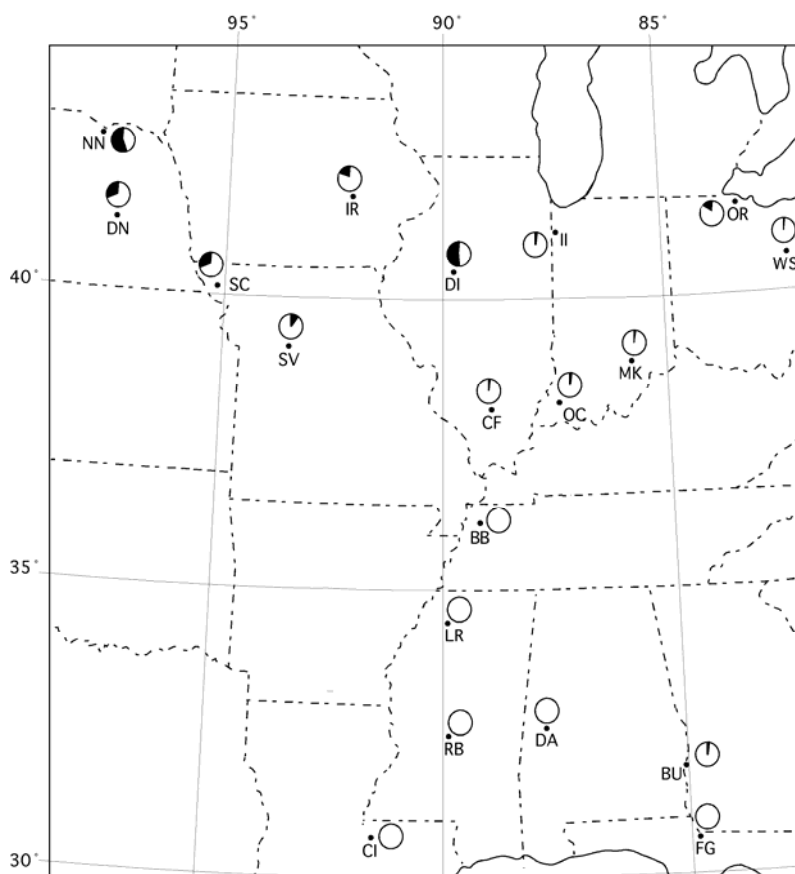 95°
90°
85°
NN
DN
IR
OR
II
WS
40°
SC
DI
SV
MK
CF
OC
BB
35°
LR
RB
DA
BU
CI
FG
30°